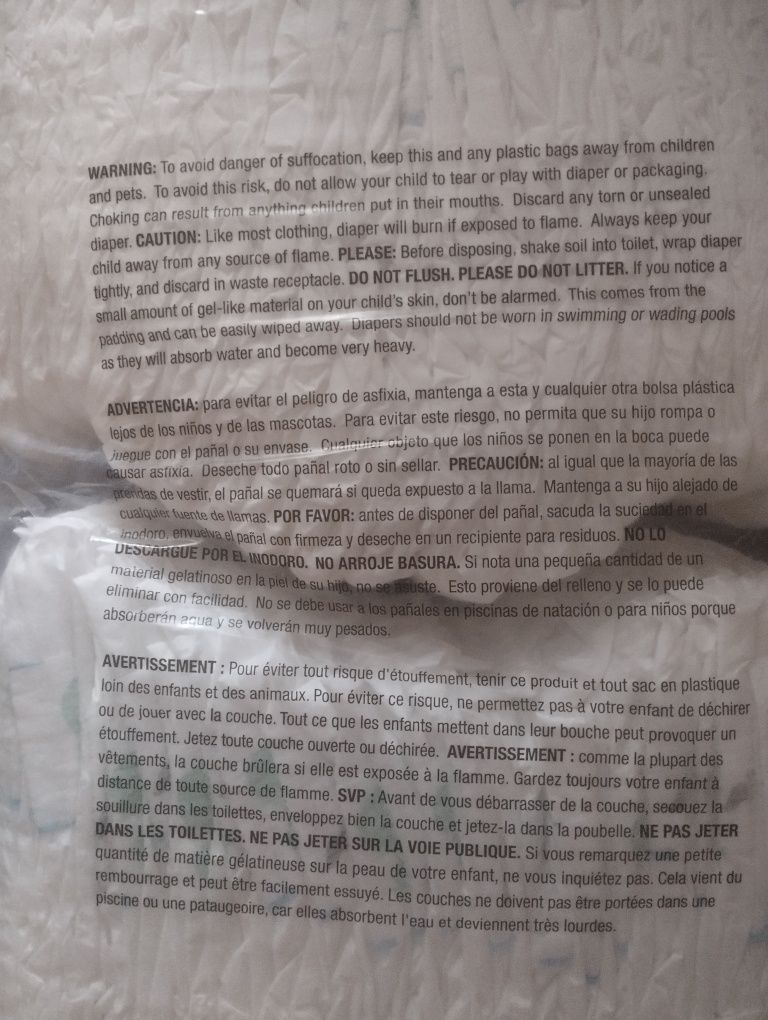 WARNING: To avoid danger of suffocation, keep this and any plastic bags away from children
and pets. To avoid this risk, do not allow your child to tear or play with diaper or packaging.
Choking can result from anything children put in their mouths. Discard any torn or unsealed
diaper. CAUTION: Like most clothing, diaper will burn if exposed to flame. Always keep your
child away from any source of flame. PLEASE: Before disposing, shake soil into toilet, wrap diaper
tightly, and discard in waste receptacle. DO NOT FLUSH. PLEASE DO NOT LITTER. If you notice a
small amount of gel-like material on your child's skin, don't be alarmed. This comes from the
padding and can be easily wiped away. Diapers should not be worn in swimming or wading pools
as they will absorb water and become very heavy.
ADVERTENCIA: para evitar el peligro de asfixia, mantenga a esta y cualquier otra bolsa plástica
lejos de los niños y de las mascotas. Para evitar este riesgo, no permita que su hijo rompa o
juegue con el pañal o su envase. Cualquier objeto que los niños se ponen en la boca puede
causar asfixia. Deseche todo pañal roto o sin sellar. PRECAUCIÓN: al igual que la mayoría de las
prendas de vestir, el pañal se quemará si queda expuesto a la llama. Mantenga a su hijo alejado de
cualquier fuente de llamas. POR FAVOR: antes de disponer del pañal, sacuda la suciedad en el
inodoro, envuelva el pañal con firmeza y deseche en un recipiente para residuos. NO LO
DESCARGUE POR EL INODORO. NO ARROJE BASURA. Si nota una pequeña cantidad de un
material gelatinoso en la piel de su hijo, no se asuste. Esto proviene del relleno y se lo puede
eliminar con facilidad. No se debe usar a los pañales en piscinas de natación o para niños porque
absorberán agua y se volverán muy pesados.
AVERTISSEMENT : Pour éviter tout risque d'étouffement, tenir ce produit et tout sac en plastique
loin des enfants et des animaux. Pour éviter ce risque, ne permettez pas à votre enfant de déchirer
ou de jouer avec la couche. Tout ce que les enfants mettent dans leur bouche peut provoquer un
étouffement. Jetez toute couche ouverte ou déchirée. AVERTISSEMENT : comme la plupart des
vêtements, la couche brûlera si elle est exposée à la flamme. Gardez toujours votre enfant à
distance de toute source de flamme. SVP : Avant de vous débarrasser de la couche, secouez la
souillure dans les toilettes, enveloppez bien la couche et jetez-la dans la poubelle. NE PAS JETER
DANS LES TOILETTES. NE PAS JETER SUR LA VOIE PUBLIQUE. Si vous remarquez une petite
quantité de matière gélatineuse sur la peau de votre enfant, ne vous inquiétez pas. Cela vient du
rembourrage et peut être facilement essuyé. Les couches ne doivent pas être portées dans une
piscine ou une pataugeoire, car elles absorbent l'eau et deviennent très lourdes.